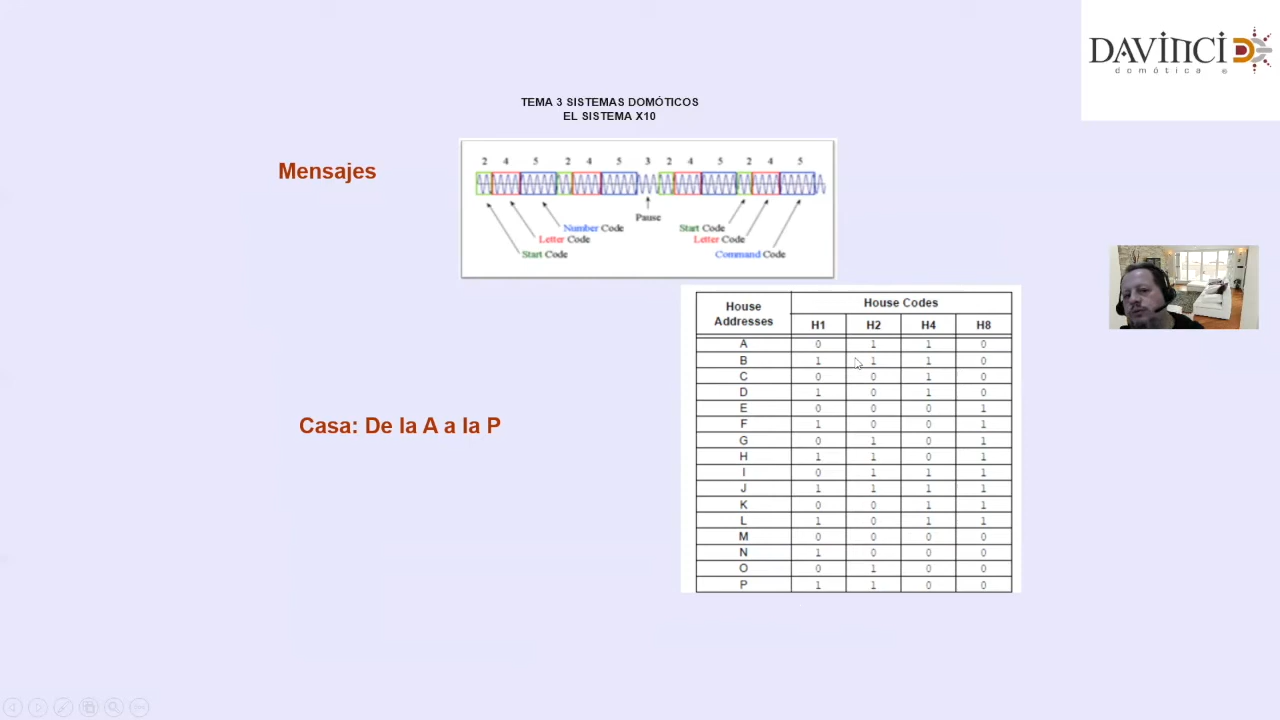 DAVINCI
domótica ®
TEMA 3 SISTEMAS DOMÓTICOS
EL SISTEMA X10
Mensajes
2 4 5 2 4 5 3 2 4 5 2 4 5
Pause
Number Code
Letter Code
Start Code
Start Code
Letter Code
Command Code
Casa: De la A a la P
House Addresses House Codes
H1 H2 H4 H8
A 0 1 1 0
B 1 1 1 0
C 0 0 1 0
D 1 0 1 0
E 0 0 0 1
F 1 0 0 1
G 0 1 0 1
H 1 1 0 1
I 0 1 1 1
J 1 1 1 1
K 0 0 1 1
L 1 0 1 1
M 0 0 0 0
N 1 0 0 0
O 0 1 0 0
P 1 1 0 0